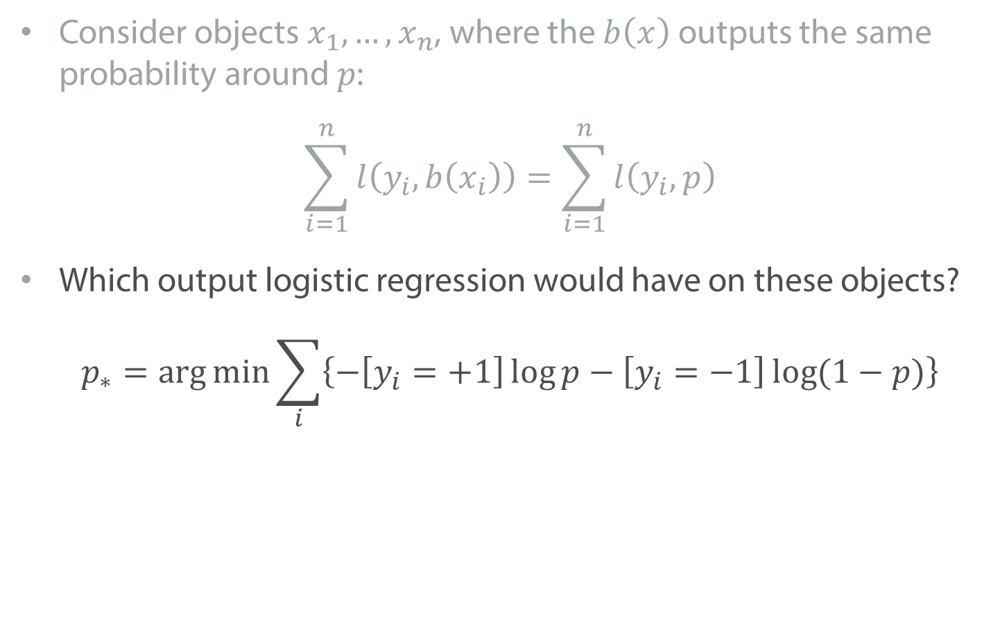 • Consider objects $x_1, \dots, x_n$, where the $b(x)$ outputs the same
probability around $p$:
$$\sum_{i=1}^{n} l(y_i, b(x_i)) = \sum_{i=1}^{n} l(y_i, p)$$
• Which output logistic regression would have on these objects?
$$p_* = \arg\min \sum_{i} \{-[y_i = +1] \log p - [y_i = -1] \log(1 - p)\}$$